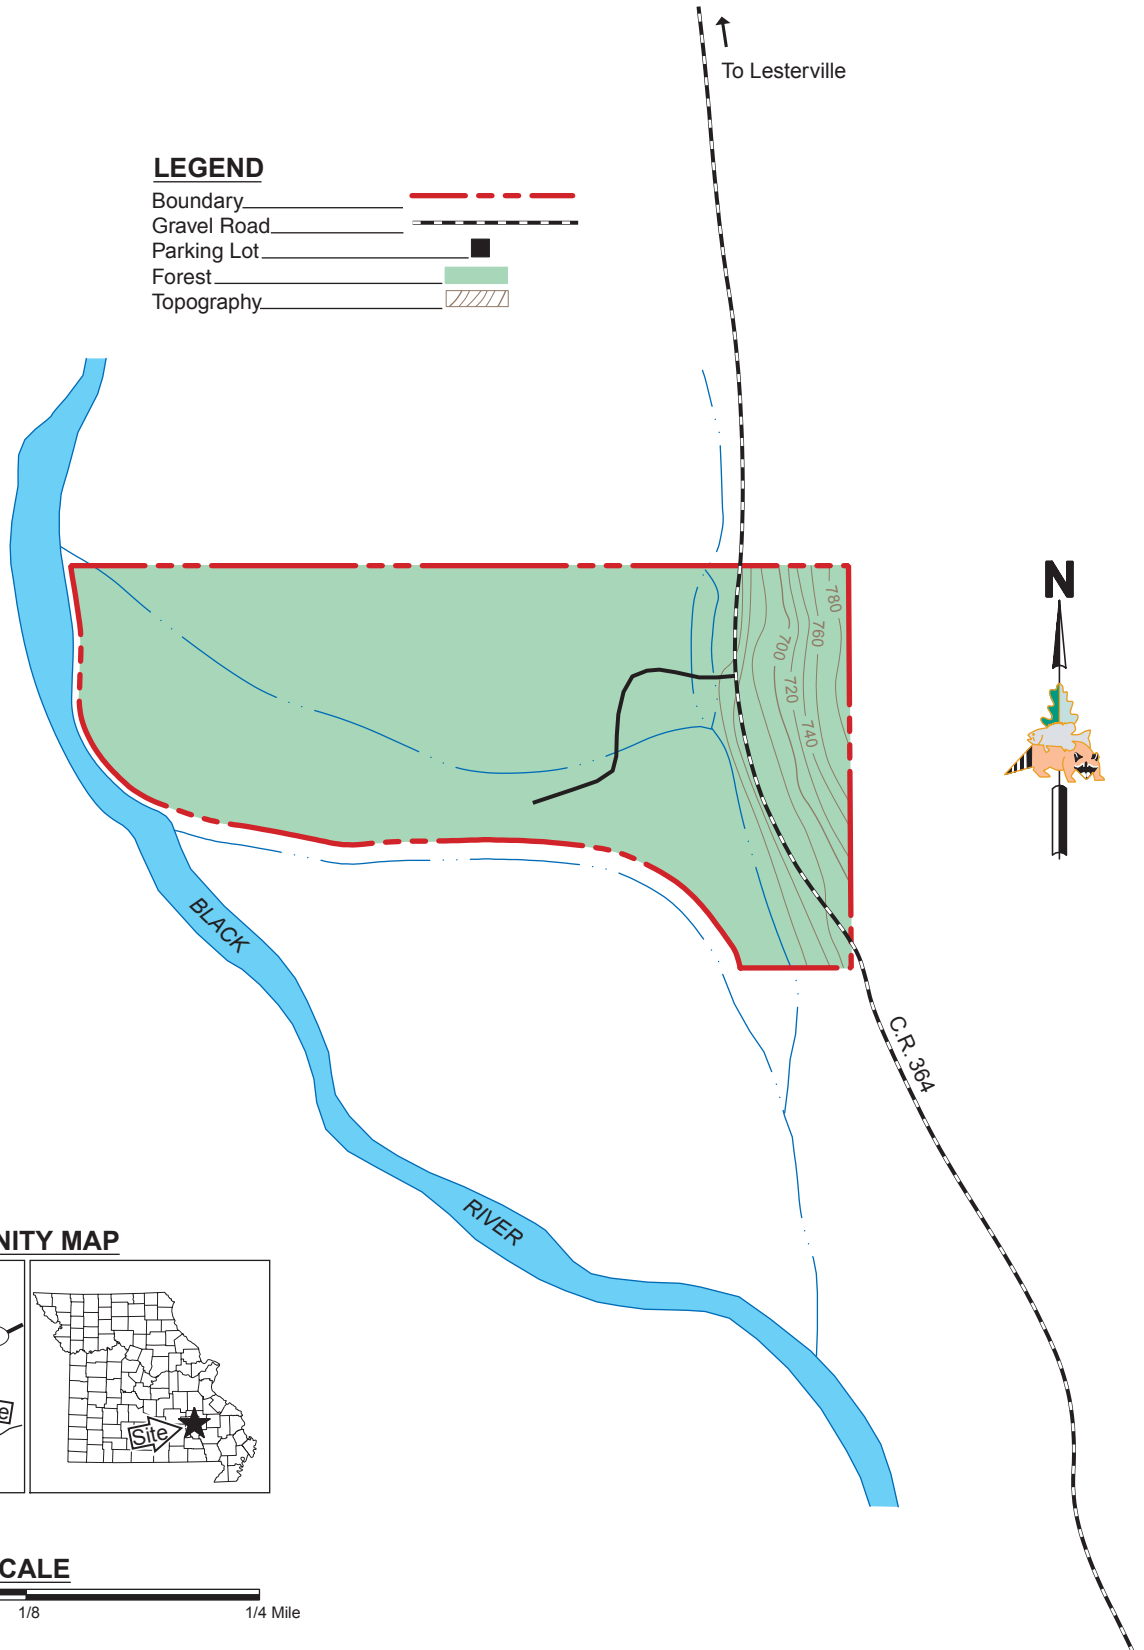 To Lesterville
LEGEND
Boundary
Gravel Road
Parking Lot
Forest
Topography
780
760
700
720
740
N
BLACK
C.R. 364
RIVER
NITY MAP
e
Site
CALE
1/8
1/4 Mile